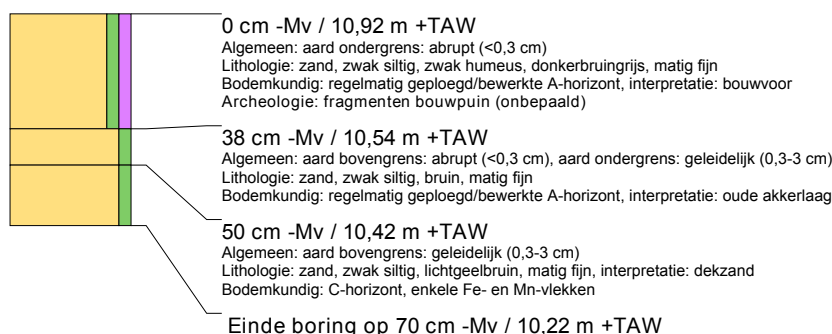 0 cm -Mv / 10,92 m +TAW
Algemeen: aard ondergrens: abrupt (<0,3 cm)
Lithologie: zand, zwak siltig, zwak humeus, donkerbruingrijs, matig fijn
Bodemkundig: regelmatig geploegd/bewerkte A-horizont, interpretatie: bouwvoor
Archeologie: fragmenten bouwpuin (onbepaald)
38 cm -Mv / 10,54 m +TAW
Algemeen: aard bovengrens: abrupt (<0,3 cm), aard ondergrens: geleidelijk (0,3-3 cm)
Lithologie: zand, zwak siltig, bruin, matig fijn
Bodemkundig: regelmatig geploegd/bewerkte A-horizont, interpretatie: oude akkerlaag
50 cm -Mv / 10,42 m +TAW
Algemeen: aard bovengrens: geleidelijk (0,3-3 cm)
Lithologie: zand, zwak siltig, lichtgeelbruin, matig fijn, interpretatie: dekzand
Bodemkundig: C-horizont, enkele Fe- en Mn-vlekken
Einde boring op 70 cm -Mv / 10,22 m +TAW